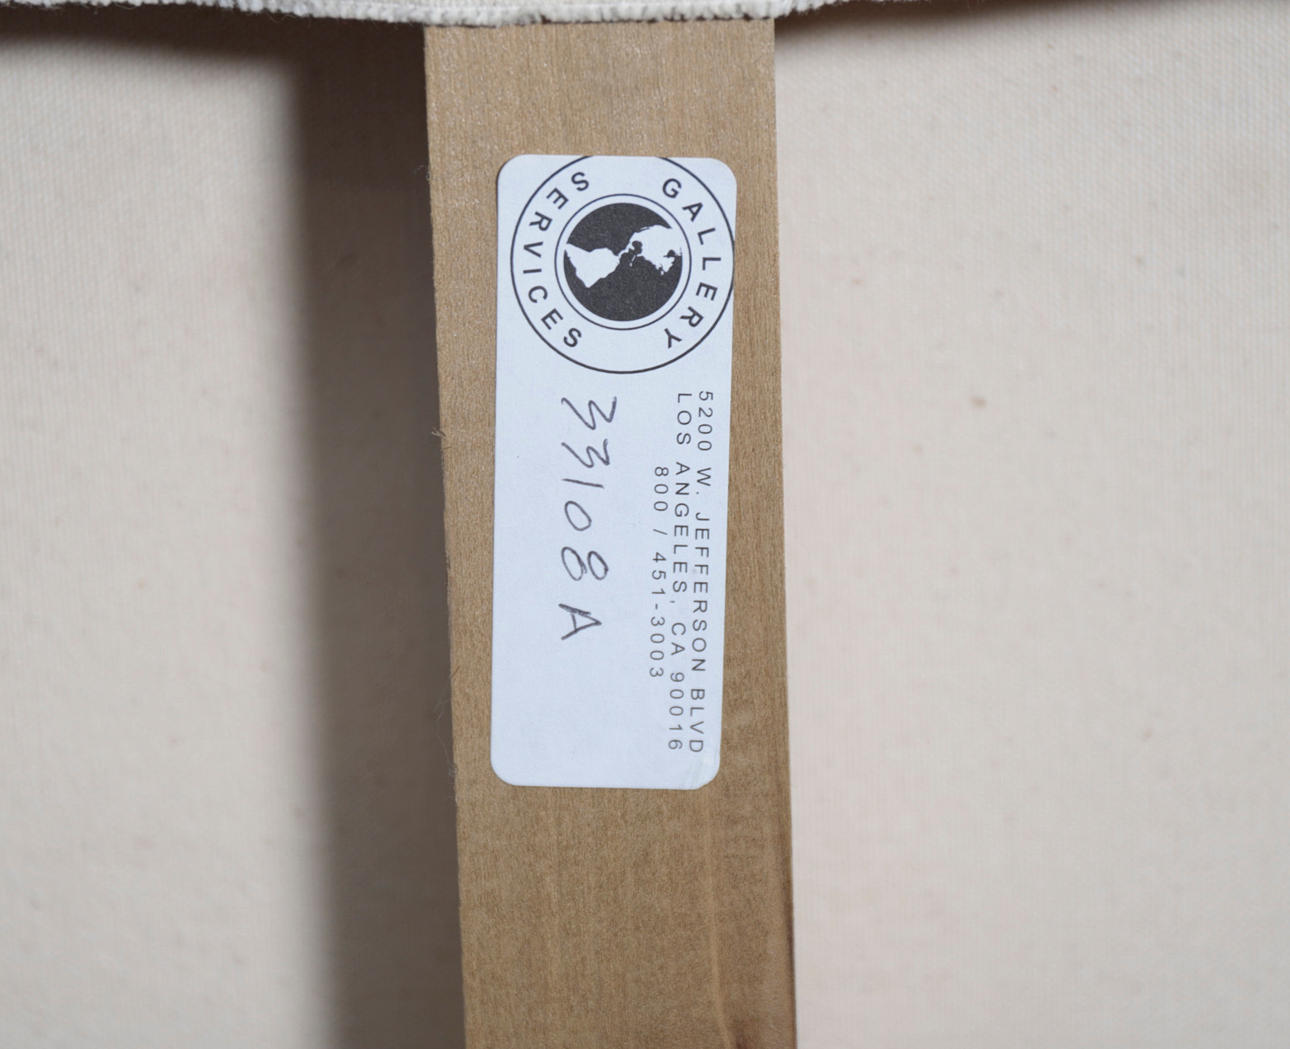 GALLERY SERVICES
5200 W. JEFFERSON BLVD
LOS ANGELES, CA 90016
800 / 451-3003
33108A